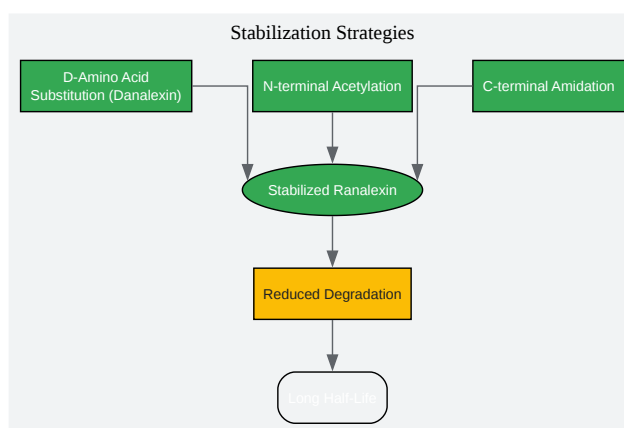 Stabilization Strategies
D-Amino Acid
Substitution (Danalexin)
N-terminal Acetylation
C-terminal Amidation
Stabilized Ranalexin
Reduced Degradation
Long Half-Life